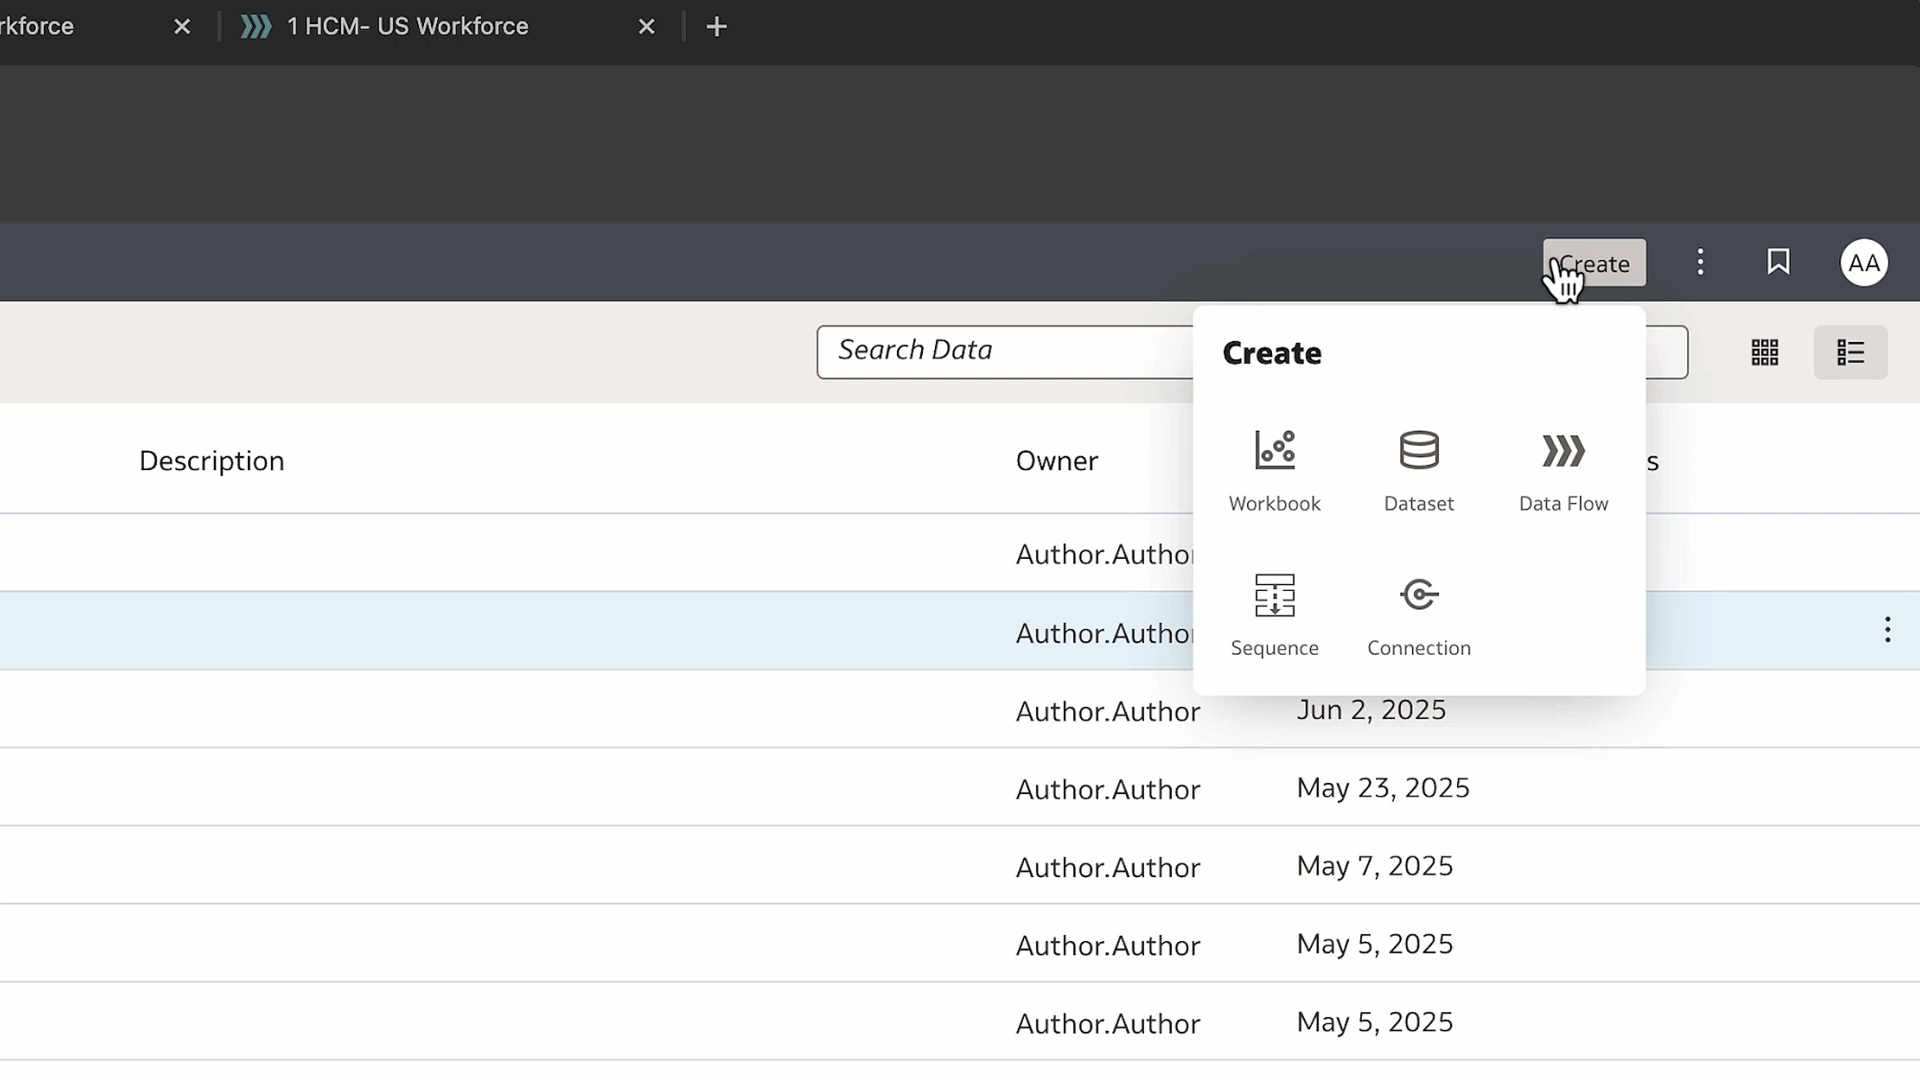 rkforce
1 HCM- US Workforce
Create
AA
Search Data
Create
Description
Owner
s
Workbook
Dataset
Data Flow
Author.Author
Author.Author
Sequence
Connection
Author.Author
Jun 2, 2025
Author.Author
May 23, 2025
Author.Author
May 7, 2025
Author.Author
May 5, 2025
Author.Author
May 5, 2025